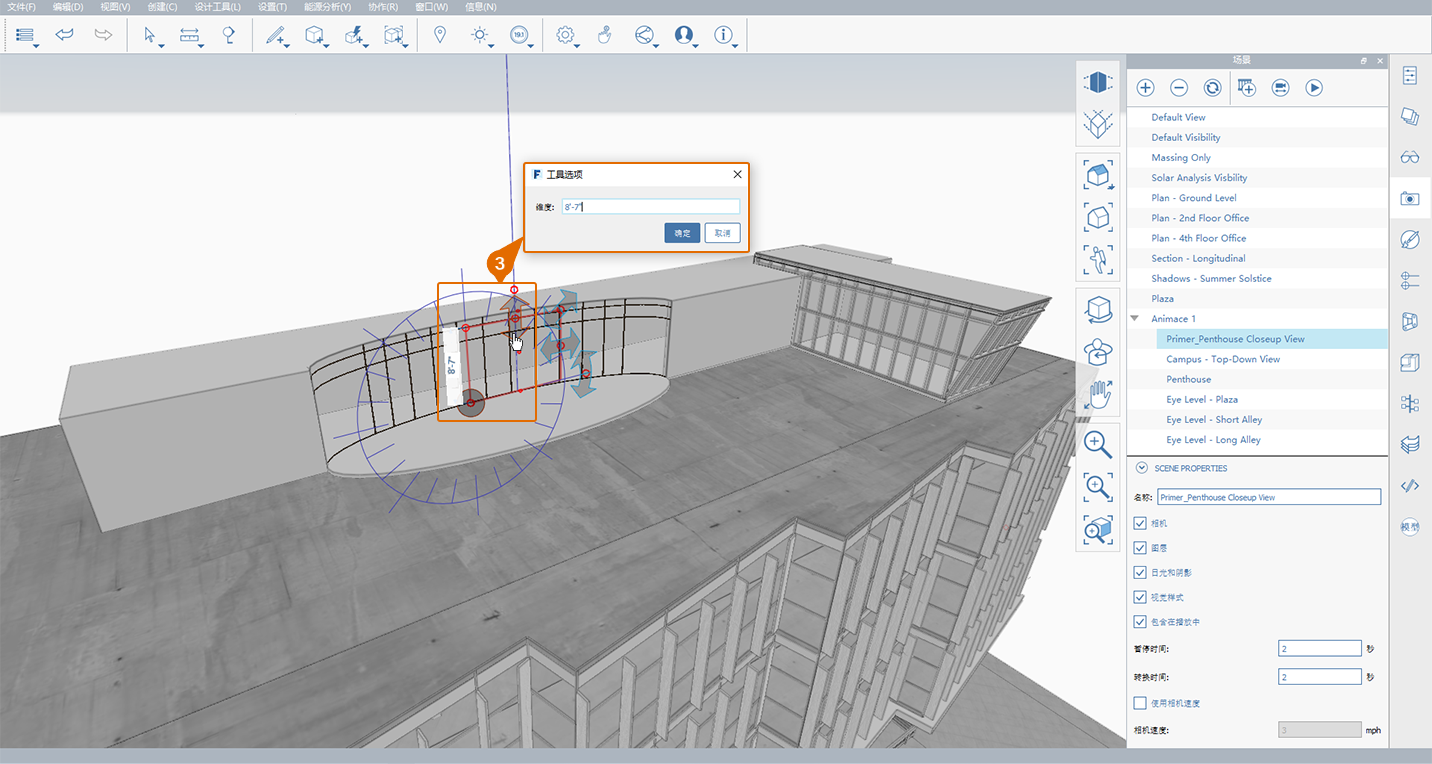 文件(F) 编辑(D) 视图(V) 创建(C) 设计工具(L) 设置(T) 能源分析(Y) 协作(R) 窗口(W) 信息(N)
19.1
场景
Default View
Default Visibility
Massing Only
Solar Analysis Visbility
Plan - Ground Level
Plan - 2nd Floor Office
Plan - 4th Floor Office
Section - Longitudinal
Shadows - Summer Solstice
Plaza
Animace 1
Primer_Penthouse Closeup View
Campus - Top-Down View
Penthouse
Eye Level - Plaza
Eye Level - Short Alley
Eye Level - Long Alley
SCENE PROPERTIES
名称: Primer_Penthouse Closeup View
相机
图层
日光和阴影
视觉样式
包含在播放中
暂停时间: 2 秒
转换时间: 2 秒
使用相机速度
相机速度: 3 mph
模型
F 工具选项
维度: 8'-7"
确定 取消
3
8'-7"